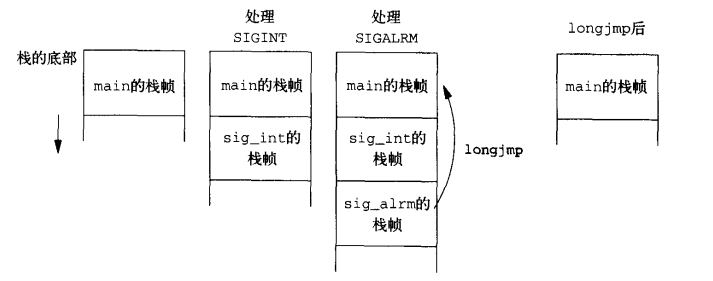 处理
SIGINT
处理
SIGALRM
longjmp后
栈的底部
main的栈帧
main的栈帧
main的栈帧
main的栈帧
sig_int的
栈帧
sig_int的
栈帧
longjmp
sig_alrm的
栈帧